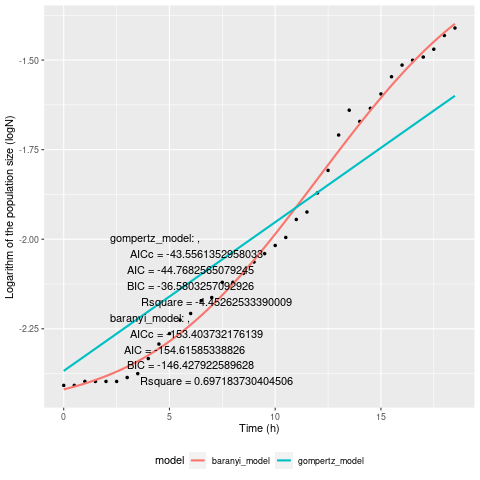 -1.50
-1.75
-2.00
-2.25
Logarithm of the population size (logN)
gompertz_model: ,
AICc = -43.5561352958033
AIC = -44.7682565079245
BIC = -36.5803257092926
Rsquare = -4.45262533390009
baranyi_model: ,
AICc = -153.403732176139
AIC = -154.61585338826
BIC = -146.427922589628
Rsquare = 0.697183730404506
0 5 10 15
Time (h)
model baranyi_model gompertz_model